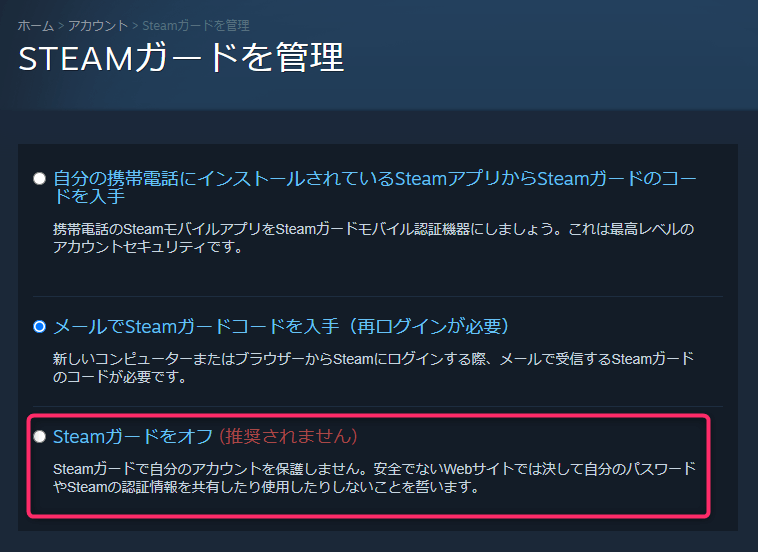 ホーム > アカウント > Steamガードを管理
STEAMガードを管理
自分の携帯電話にインストールされているSteamアプリからSteamガードのコー
ドを入手
携帯電話のSteamモバイルアプリをSteamガードモバイル認証機器にしましょう。これは最高レベルの
アカウントセキュリティです。
メールでSteamガードコードを入手（再ログインが必要）
新しいコンピューターまたはブラウザーからSteamにログインする際、メールで受信するSteamガード
のコードが必要です。
Steamガードをオフ (推奨されません)
Steamガードで自分のアカウントを保護しません。安全でないWebサイトでは決して自分のパスワード
やSteamの認証情報を共有したり使用したりしないことを誓います。